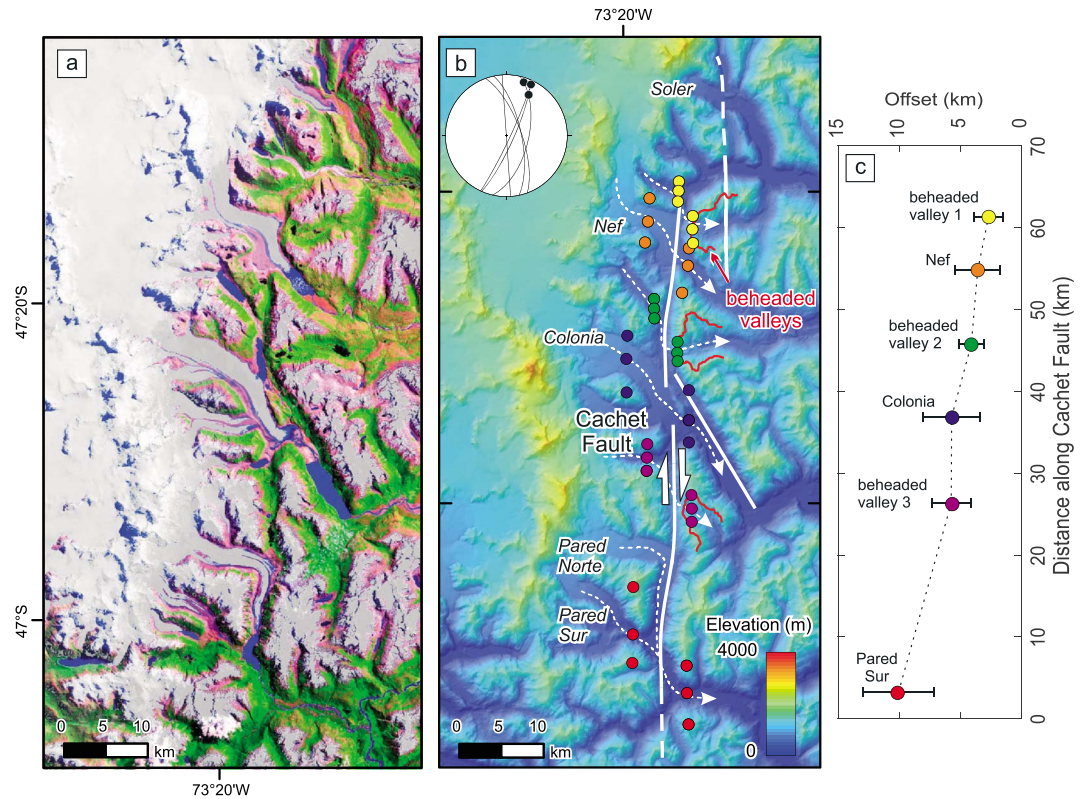 73°20'W
a
47°20'S
47°S
0 5 10
km
73°20'W
b
Soler
Nef
beheaded
valleys
Colonia
Cachet
Fault
Pared
Norte
Pared
Sur
Elevation (m)
4000
0
0 5 10
km
Offset (km)
15 10 5 0
c
beheaded
valley 1
Nef
beheaded
valley 2
Colonia
beheaded
valley 3
Pared
Sur
70
60
50
40
30
20
10
0
Distance along Cachet Fault (km)